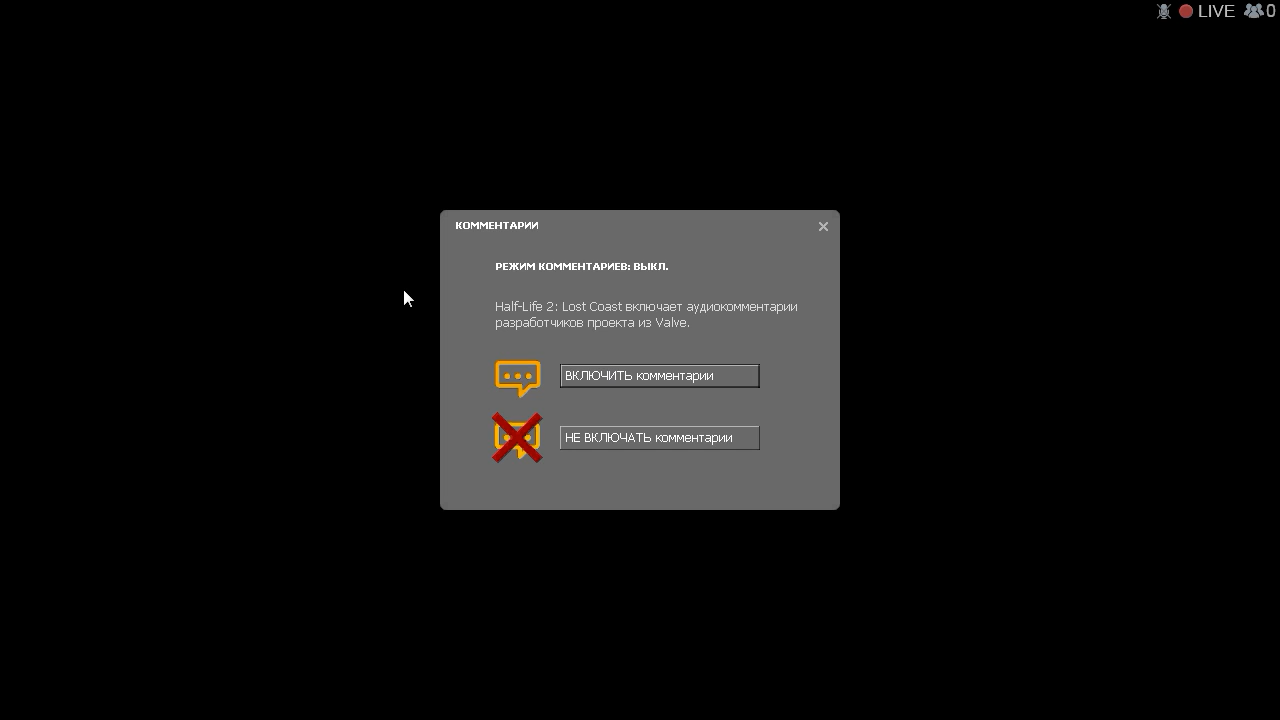 LIVE 0
КОММЕНТАРИИ
РЕЖИМ КОММЕНТАРИЕВ: ВЫКЛ.
Half-Life 2: Lost Coast включает аудиокомментарии
разработчиков проекта из Valve.
ВКЛЮЧИТЬ комментарии
НЕ ВКЛЮЧАТЬ комментарии